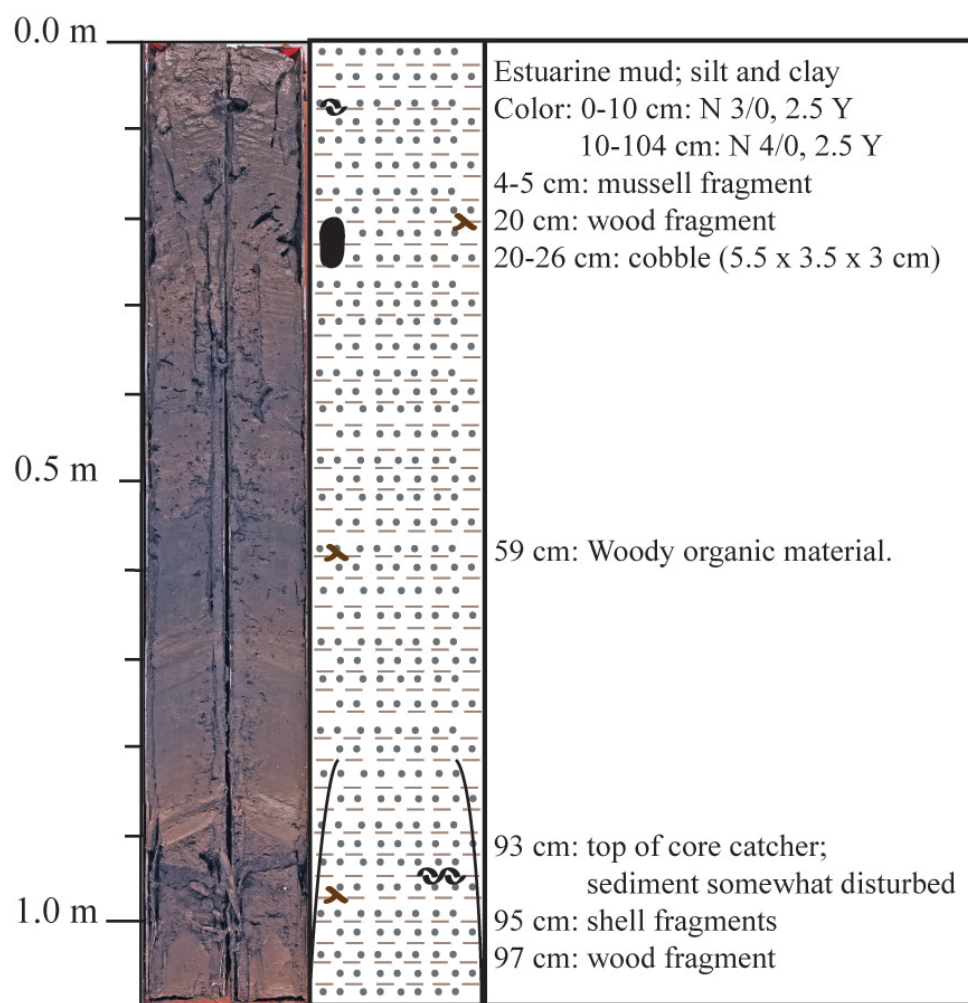 0.0 m
Estuarine mud; silt and clay
Color: 0-10 cm: N 3/0, 2.5 Y
10-104 cm: N 4/0, 2.5 Y
4-5 cm: mussell fragment
20 cm: wood fragment
20-26 cm: cobble (5.5 x 3.5 x 3 cm)
0.5 m
59 cm: Woody organic material.
93 cm: top of core catcher;
sediment somewhat disturbed
1.0 m
95 cm: shell fragments
97 cm: wood fragment